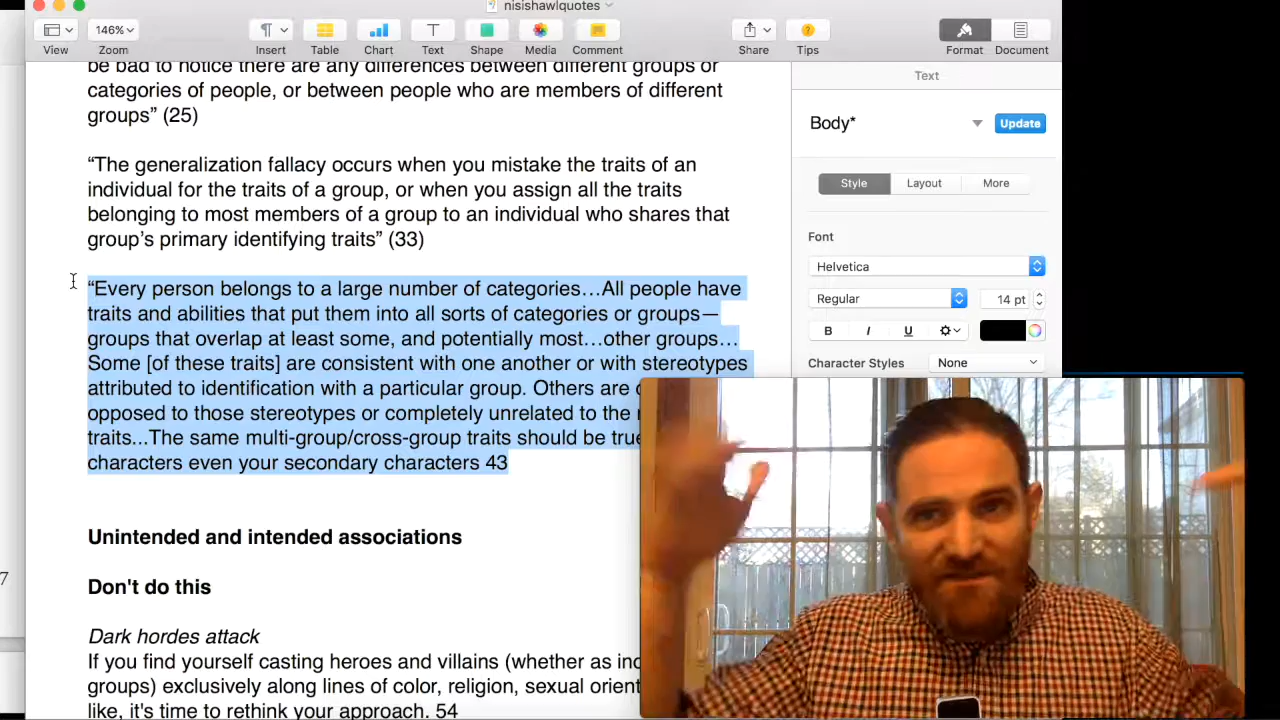 nisishawlquotes
146%
View
Zoom
Insert
Table
Chart
Text
Shape
Media
Comment
Share
Tips
Format
Document
be bad to notice there are any differences between different groups or
categories of people, or between people who are members of different
groups” (25)
“The generalization fallacy occurs when you mistake the traits of an
individual for the traits of a group, or when you assign all the traits
belonging to most members of a group to an individual who shares that
group’s primary identifying traits” (33)
“Every person belongs to a large number of categories…All people have
traits and abilities that put them into all sorts of categories or groups—
groups that overlap at least some, and potentially most…other groups…
Some [of these traits] are consistent with one another or with stereotypes
attributed to identification with a particular group. Others are
opposed to those stereotypes or completely unrelated to the
traits...The same multi-group/cross-group traits should be true
characters even your secondary characters 43
Unintended and intended associations
Don't do this
Dark hordes attack
If you find yourself casting heroes and villains (whether as
groups) exclusively along lines of color, religion, sexual
like, it's time to rethink your approach. 54
7
Text
Body*
Update
Style
Layout
More
Font
Helvetica
Regular
14 pt
B
I
U
Character Styles
None